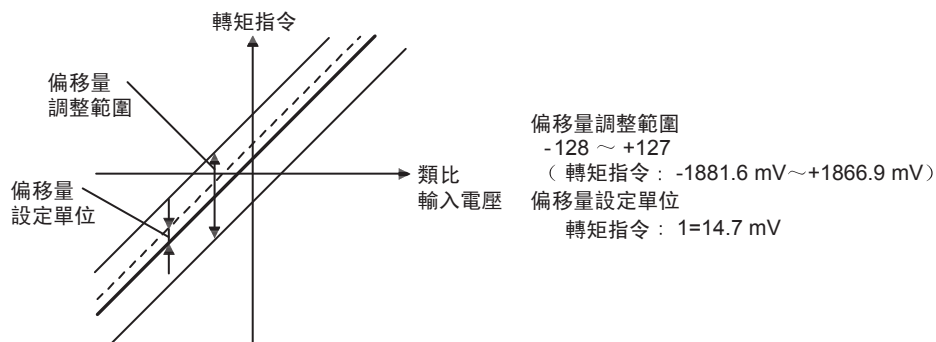 轉矩指令
偏移量
調整範圍
偏移量
設定單位
類比
輸入電壓
偏移量調整範圍
-128 ～ +127
（ 轉矩指令： -1881.6 mV～+1866.9 mV）
偏移量設定單位
轉矩指令： 1=14.7 mV